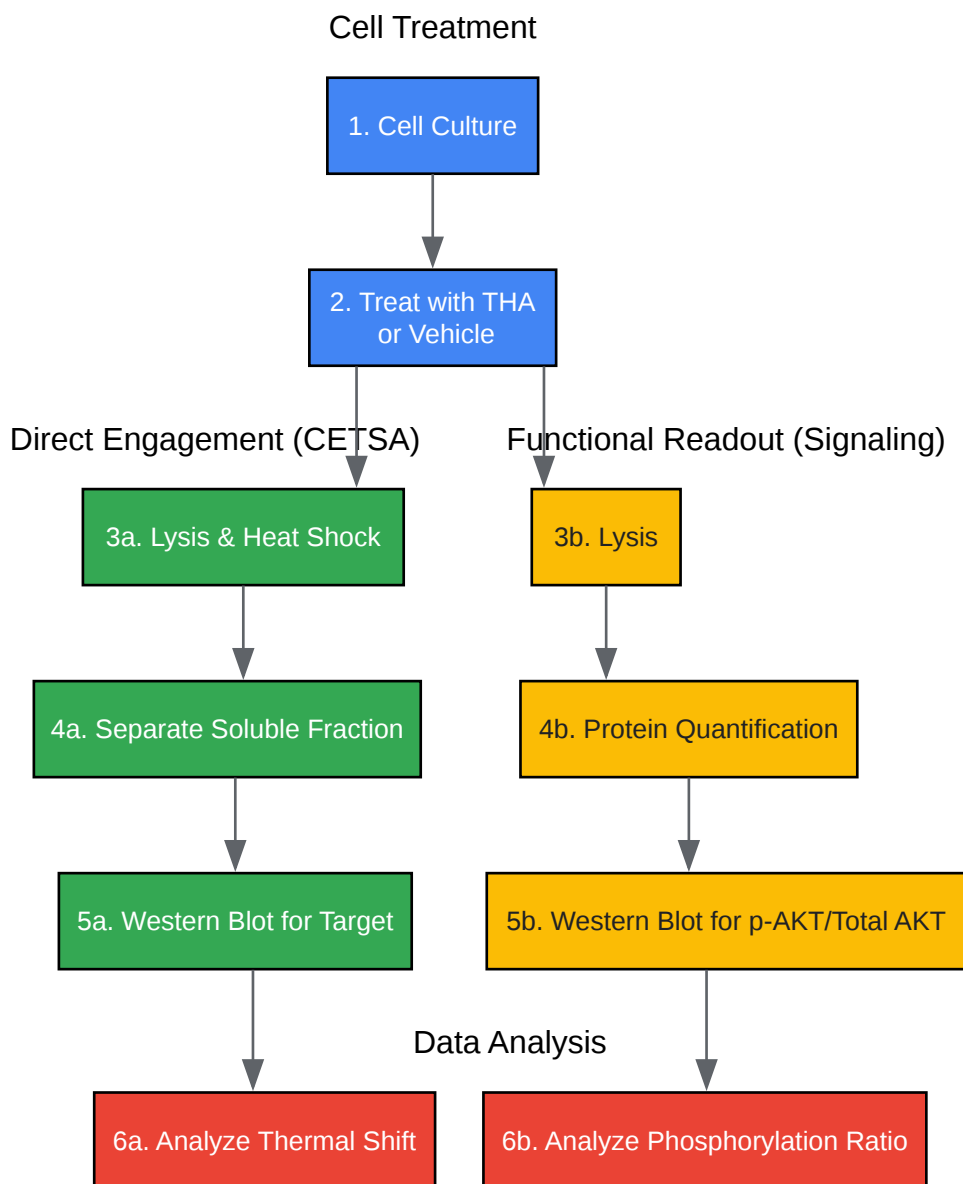 Cell Treatment
1. Cell Culture
2. Treat with THA
or Vehicle
Direct Engagement (CETSA)
Functional Readout (Signaling)
3a. Lysis & Heat Shock
3b. Lysis
4a. Separate Soluble Fraction
4b. Protein Quantification
5a. Western Blot for Target
5b. Western Blot for p-AKT/Total AKT
Data Analysis
6a. Analyze Thermal Shift
6b. Analyze Phosphorylation Ratio